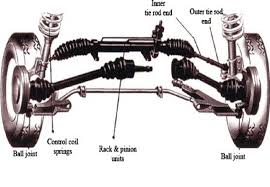 Inner
tie rod
end
Outer tie rod
end
Control coil
springs
Ball joint
Rack & pinion
units
Ball joint